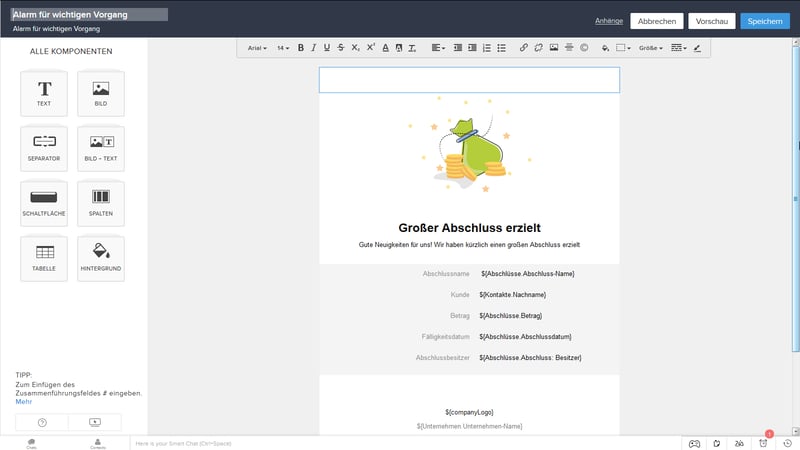 Alarm für wichtigen Vorgang
Alarm für wichtigen Vorgang
Anhänge
Abbrechen
Vorschau
Speichern
ALLE KOMPONENTEN
Arial
14
B I U S X₂ X² A A T
Größe
TEXT
BILD
SEPARATOR
BILD + TEXT
SCHALTFLÄCHE
SPALTEN
TABELLE
HINTERGRUND
Großer Abschluss erzielt
Gute Neuigkeiten für uns! Wir haben kürzlich einen großen Abschluss erzielt
Abschlussname ${Abschlüsse.Abschluss-Name}
Kunde ${Kontakte.Nachname}
Betrag ${Abschlüsse.Betrag}
Fälligkeitsdatum ${Abschlüsse.Abschlussdatum}
Abschlussbesitzer ${Abschlüsse.Abschluss: Besitzer}
${companyLogo}
${Unternehmen.Unternehmen-Name}
TIPP:
Zum Einfügen des
Zusammenführungsfeldes # eingeben.
Mehr
Chats
Contacts
Here is your Smart Chat (Ctrl+Space)